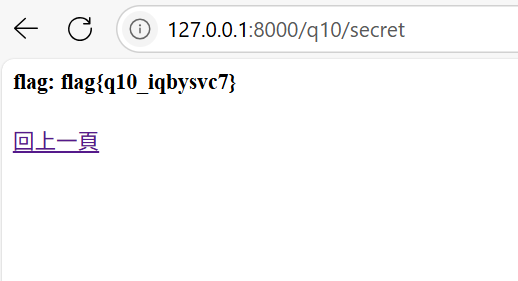 127.0.0.1:8000/q10/secret
flag: flag{q10_iqbysvc7}
回上一頁